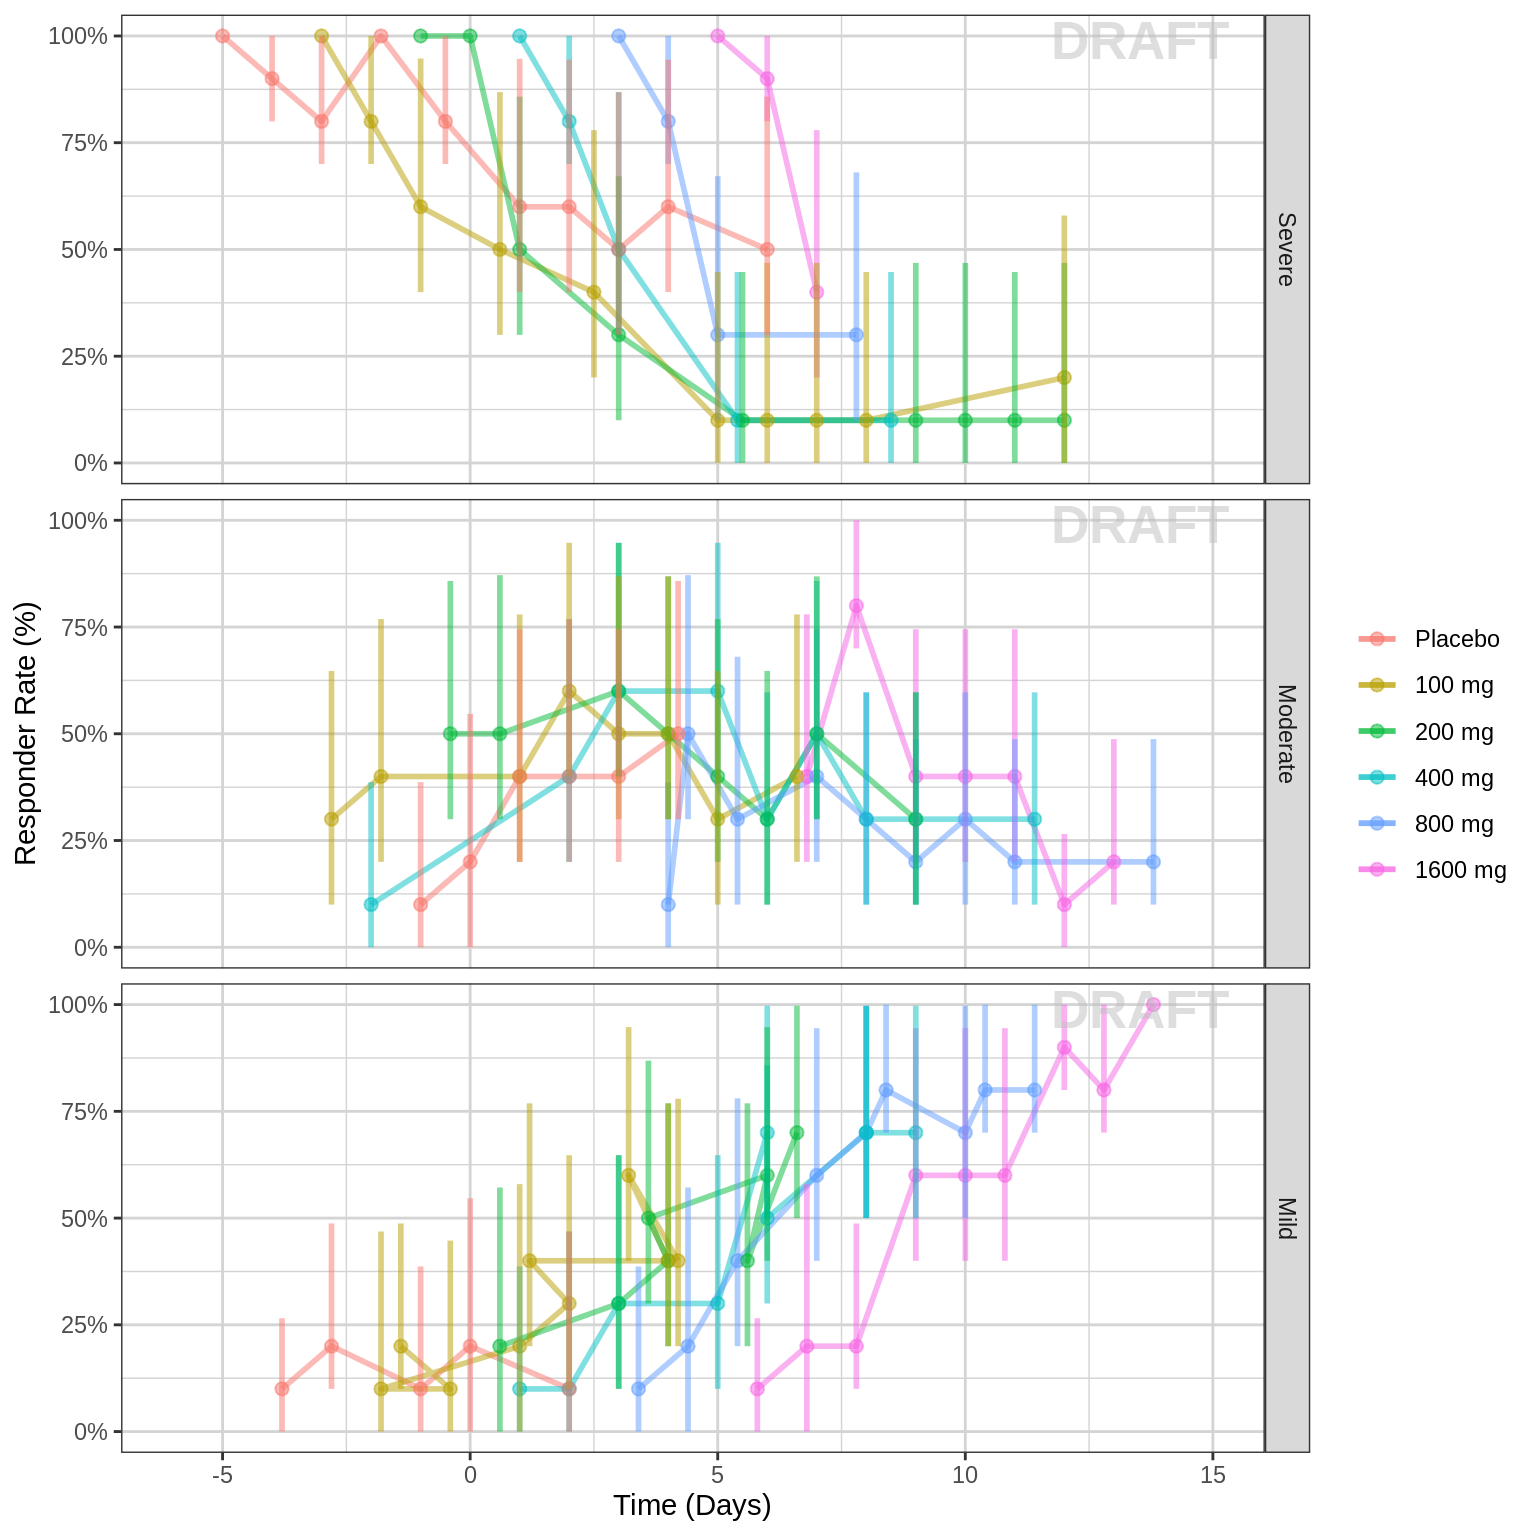 DRAFT
100%
75%
50%
25%
0%
Severe
DRAFT
100%
75%
50%
25%
0%
Moderate
DRAFT
100%
75%
50%
25%
0%
Mild
Responder Rate (%)
-5 0 5 10 15
Time (Days)
Placebo
100 mg
200 mg
400 mg
800 mg
1600 mg